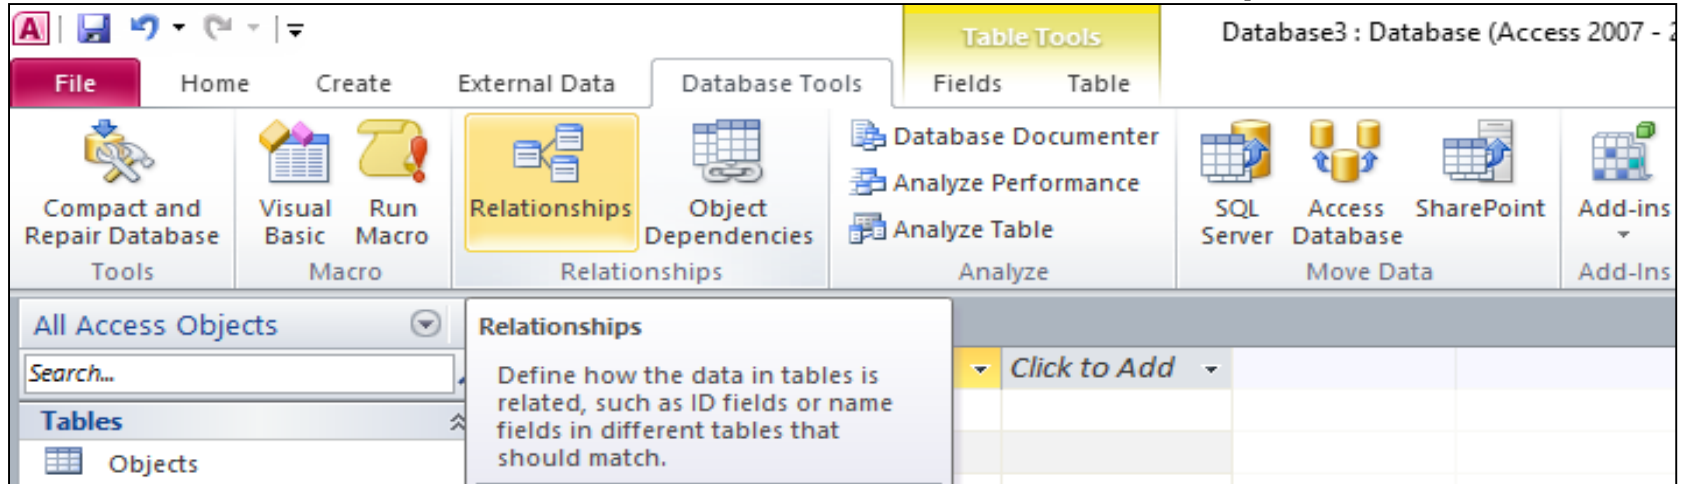 A
Table Tools
Database3 : Database (Access 2007 - 2
File Home Create External Data Database Tools Fields Table
Compact and
Repair Database
Tools
Visual
Basic
Run
Macro
Macro
Relationships
Object
Dependencies
Relationships
Database Documenter
Analyze Performance
Analyze Table
Analyze
SQL
Server
Access
Database
SharePoint
Move Data
Add-ins
Add-Ins
All Access Objects
Search...
Tables
Objects
Relationships
Define how the data in tables is
related, such as ID fields or name
fields in different tables that
should match.
Click to Add